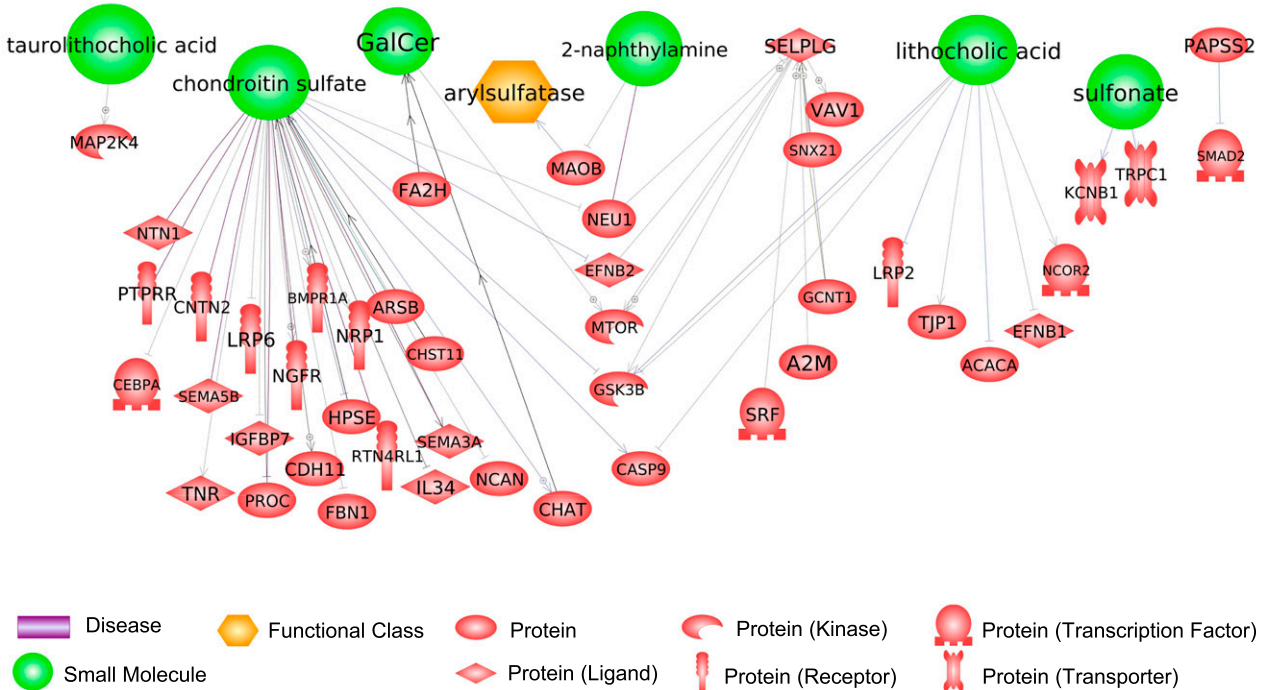 taurolithocholic acid
chondroitin sulfate
GalCer
arylsulfatase
2-naphthylamine
SELPLG
lithocholic acid
sulfonate
PAPSS2
MAP2K4
FA2H
MAOB
NEU1
VAV1
SNX21
KCNB1
TRPC1
SMAD2
NTN1
PTPRR
CNTN2
LRP6
BMPR1A
NRP1
ARSB
NGFR
CHST11
EFNB2
MTOR
GSK3B
GCNT1
A2M
SRF
LRP2
TJP1
ACACA
EFNB1
NCOR2
CEBPA
SEMA5B
IGFBP7
HPSE
CDH11
RTN4RL1
SEMA3A
IL34
NCAN
CASP9
TNR
PROC
FBN1
CHAT
Disease
Functional Class
Protein
Protein (Kinase)
Protein (Transcription Factor)
Small Molecule
Protein (Ligand)
Protein (Receptor)
Protein (Transporter)